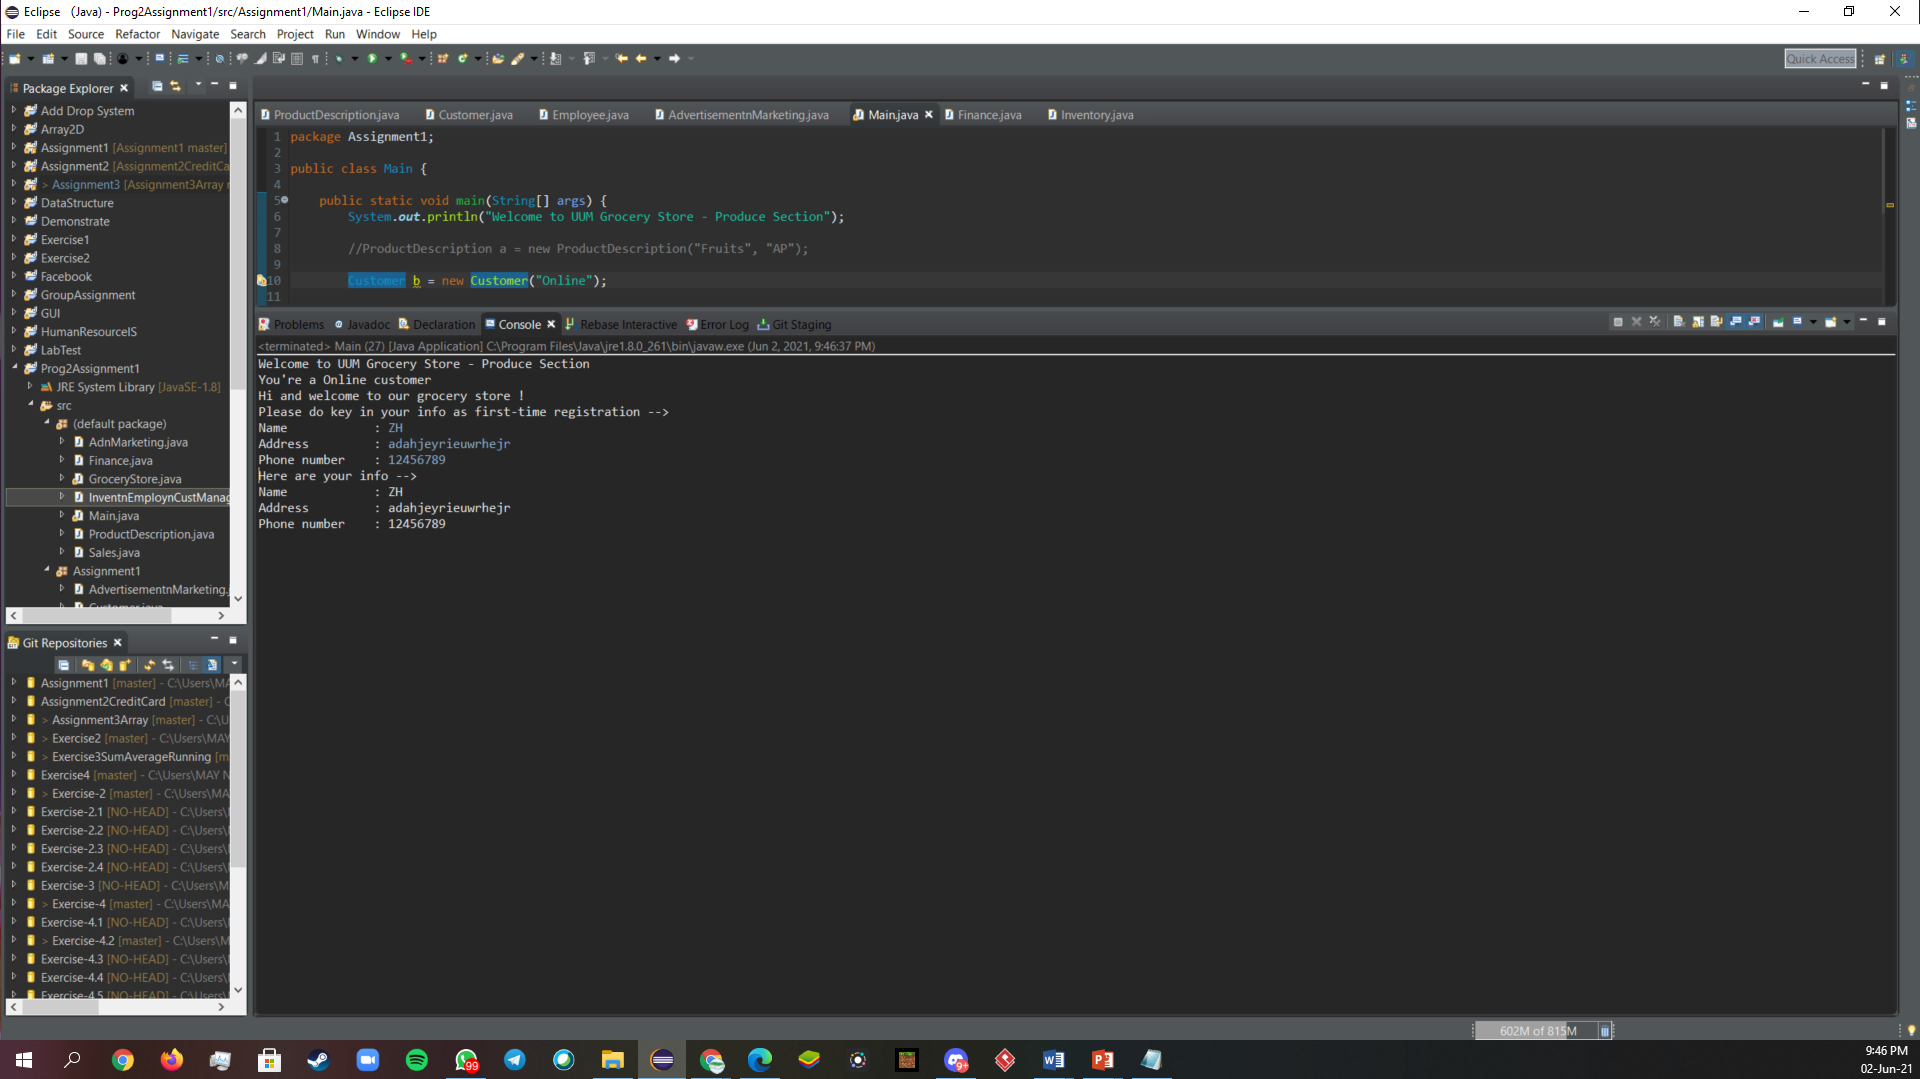 Eclipse (Java) - Prog2Assignment1/src/Assignment1/Main.java - Eclipse IDE
File Edit Source Refactor Navigate Search Project Run Window Help
Quick Access
Package Explorer
Add Drop System
Array2D
Assignment1 [Assignment1 master]
Assignment2 [Assignment2CreditCa
> Assignment3 [Assignment3Array
DataStructure
Demonstrate
Exercise1
Exercise2
Facebook
GroupAssignment
GUI
HumanResourceIS
LabTest
Prog2Assignment1
JRE System Library [JavaSE-1.8]
src
(default package)
AdnMarketing.java
Finance.java
GroceryStore.java
InventnEmploynCustManag
Main.java
ProductDescription.java
Sales.java
Assignment1
AdvertisementnMarketing.
Customer.java
ProductDescription.java Customer.java Employee.java AdvertisementnMarketing.java Main.java Finance.java Inventory.java
1 package Assignment1;
2
3 public class Main {
4
5 public static void main(String[] args) {
6 System.out.println("Welcome to UUM Grocery Store - Produce Section");
7
8 //ProductDescription a = new ProductDescription("Fruits", "AP");
9
10 Customer b = new Customer("Online");
11
Problems Javadoc Declaration Console Rebase Interactive Error Log Git Staging
<terminated> Main (27) [Java Application] C:\Program Files\Java\jre1.8.0_261\bin\javaw.exe (Jun 2, 2021, 9:46:37 PM)
Welcome to UUM Grocery Store - Produce Section
You're a Online customer
Hi and welcome to our grocery store !
Please do key in your info as first-time registration -->
Name : ZH
Address : adahjeyrieuwrhejr
Phone number : 12456789
Here are your info -->
Name : ZH
Address : adahjeyrieuwrhejr
Phone number : 12456789
Git Repositories
Assignment1 [master] - C:\Users\MA
Assignment2CreditCard [master] - C
> Assignment3Array [master] - C:\U
> Exercise2 [master] - C:\Users\MAY
> Exercise3SumAverageRunning [m
Exercise4 [master] - C:\Users\MAY N
> Exercise-2 [master] - C:\Users\MA
Exercise-2.1 [NO-HEAD] - C:\Users\
Exercise-2.2 [NO-HEAD] - C:\Users\
Exercise-2.3 [NO-HEAD] - C:\Users\
Exercise-2.4 [NO-HEAD] - C:\Users\
Exercise-3 [NO-HEAD] - C:\Users\M
> Exercise-4 [master] - C:\Users\MA
Exercise-4.1 [NO-HEAD] - C:\Users\
> Exercise-4.2 [master] - C:\Users\M
Exercise-4.3 [NO-HEAD] - C:\Users\
Exercise-4.4 [NO-HEAD] - C:\Users\
Exercise-4.5 [NO-HEAD] - C:\Users\
602M of 815M
99
9+
9:46 PM
02-Jun-21